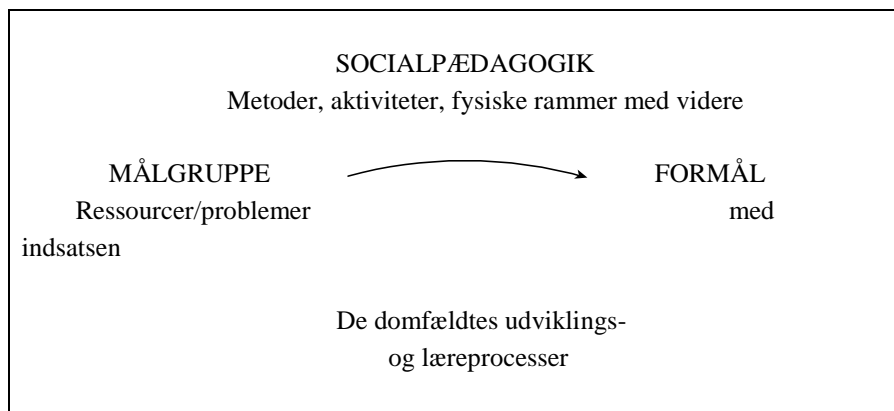 SOCIALPÆDAGOGIK
Metoder, aktiviteter, fysiske rammer med videre
MÅLGRUPPE FORMÅL
Ressourcer/problemer med
indsatsen
De domfældtes udviklings-
og læreprocesser